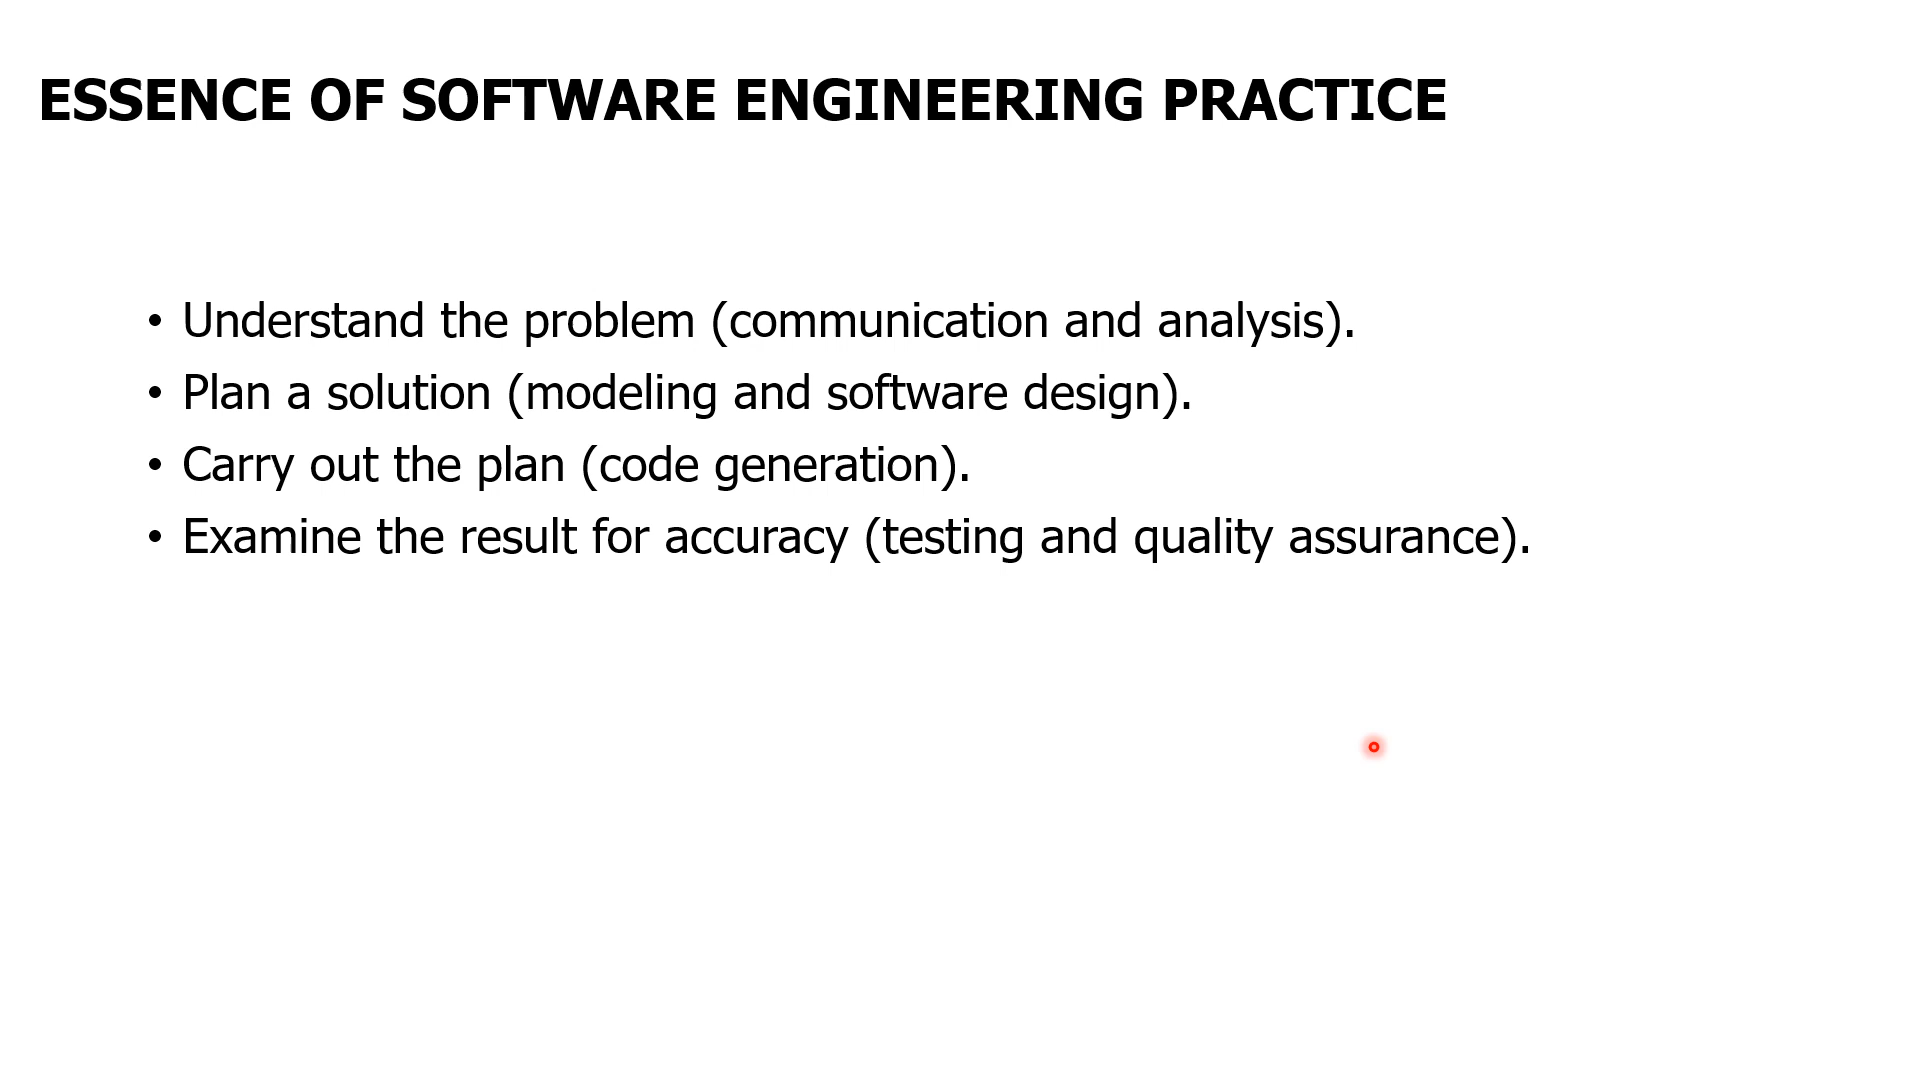 ESSENCE OF SOFTWARE ENGINEERING PRACTICE
• Understand the problem (communication and analysis).
• Plan a solution (modeling and software design).
• Carry out the plan (code generation).
• Examine the result for accuracy (testing and quality assurance).